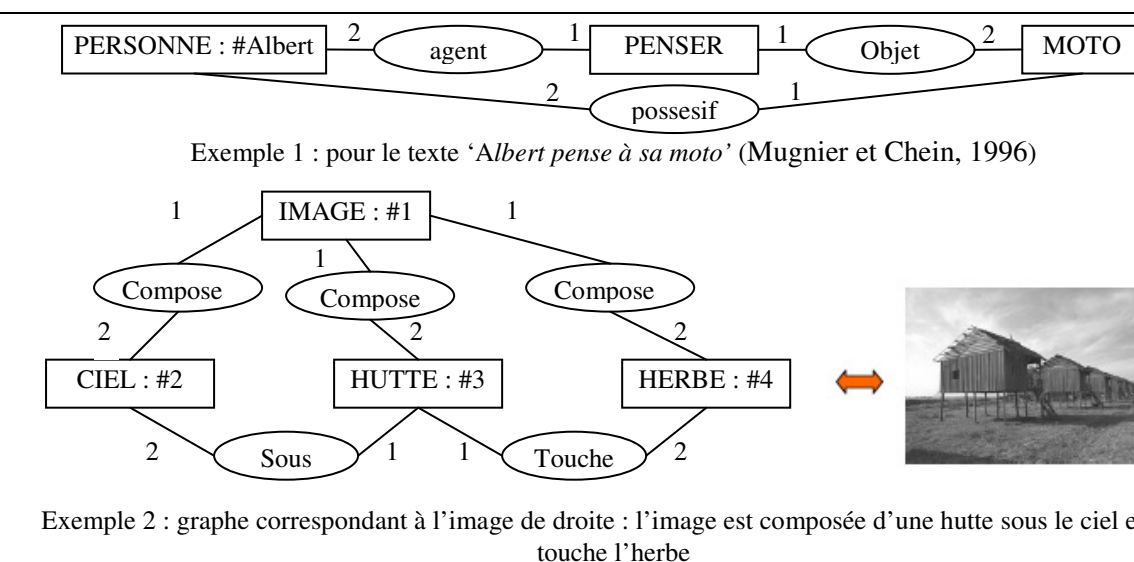 PERSONNE : #Albert 2 agent 1 PENSER 1 Objet 2 MOTO
2 possesif 1
Exemple 1 : pour le texte ‘Albert pense à sa moto’ (Mugnier et Chein, 1996)
1 IMAGE : #1 1
1
Compose Compose Compose
2 2 2
CIEL : #2 HUTTE : #3 HERBE : #4
2 Sous 1 1 Touche 2
Exemple 2 : graphe correspondant à l’image de droite : l’image est composée d’une hutte sous le ciel e
touche l’herbe